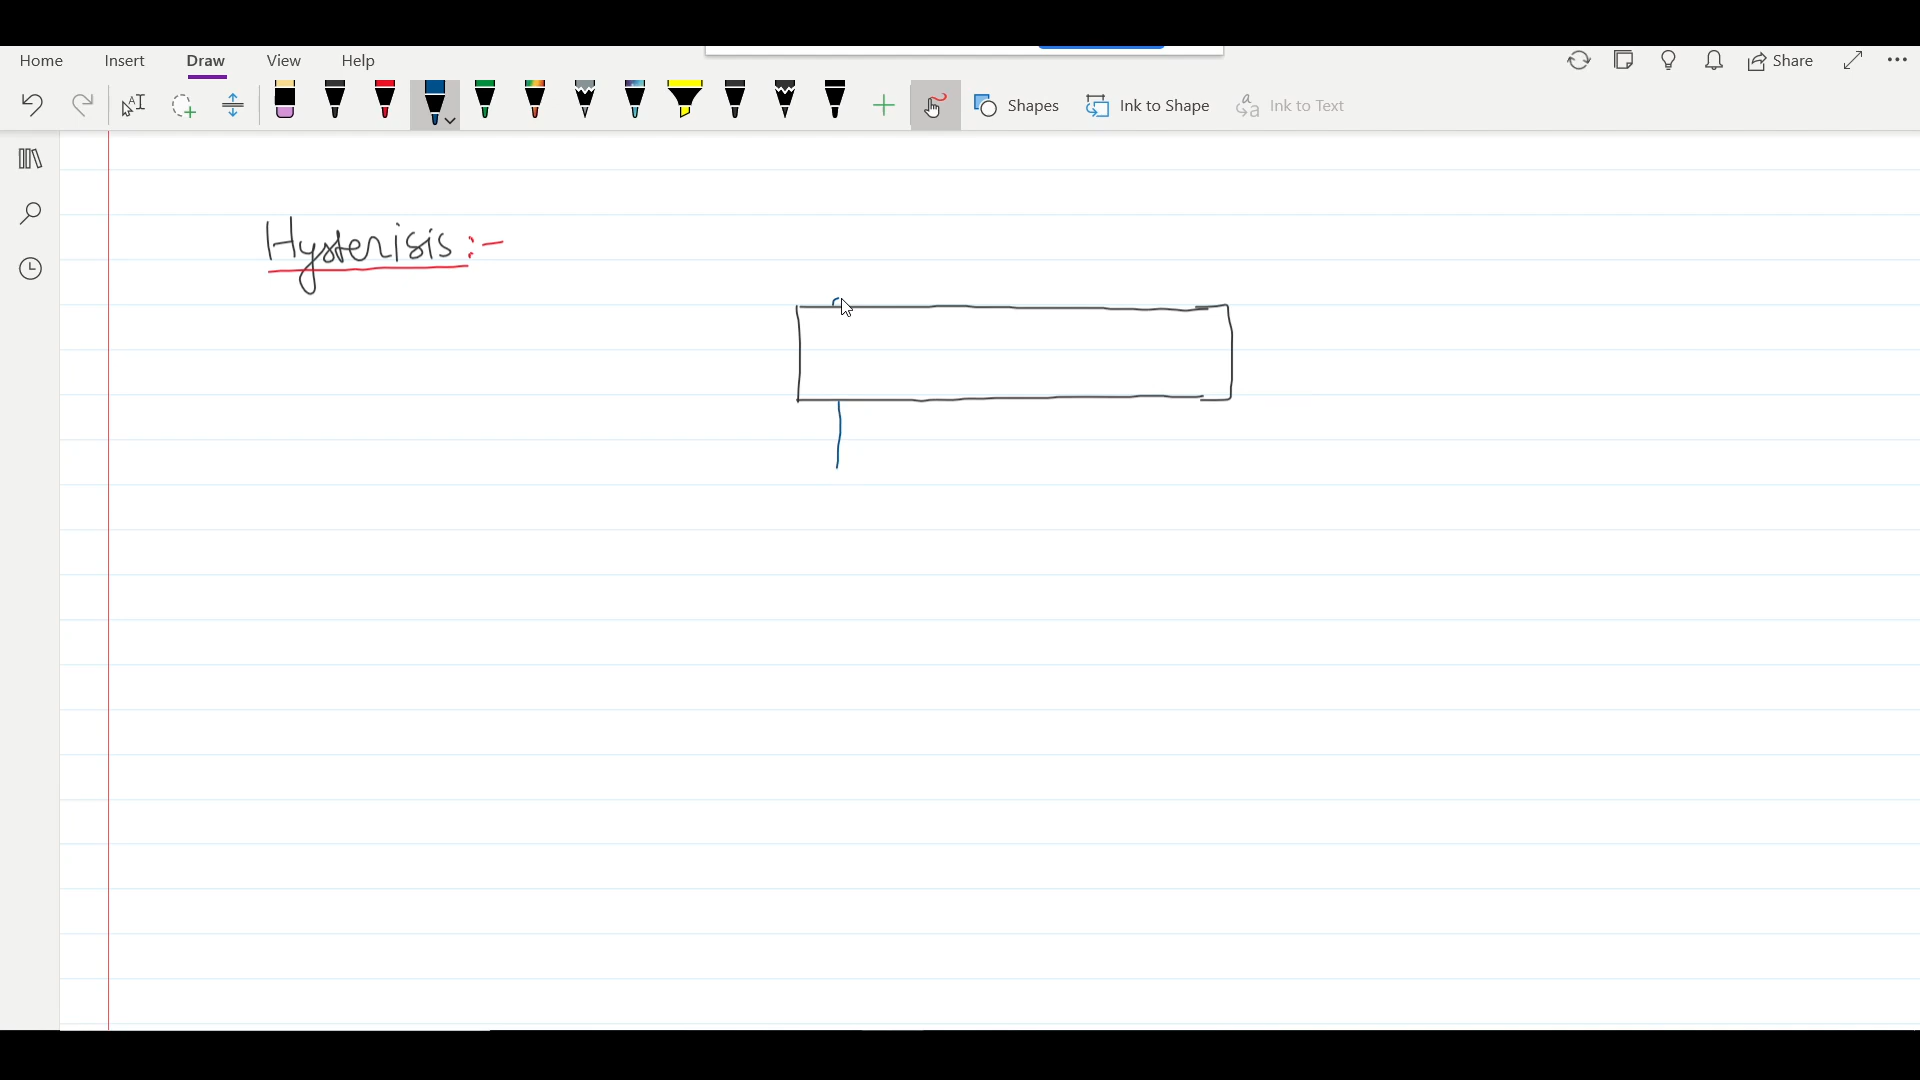 Home Insert Draw View Help Share
Shapes Ink to Shape Ink to Text
Hysterisis :-